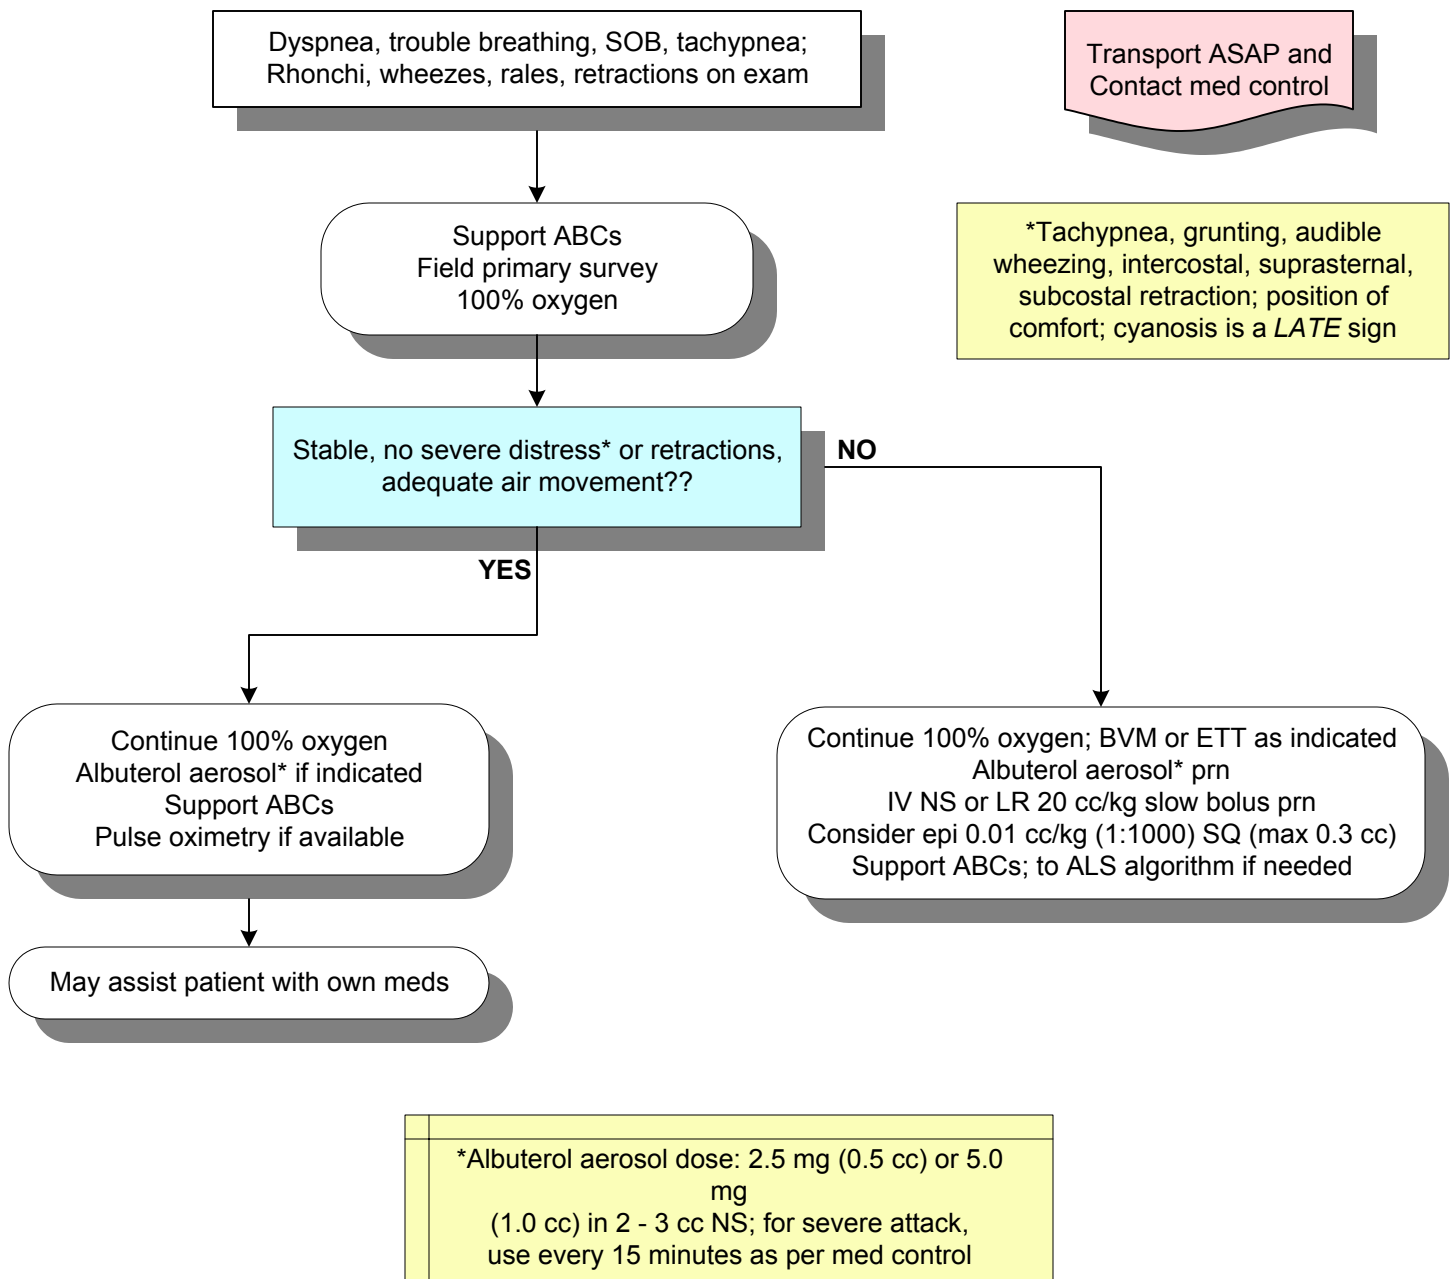 Dyspnea, trouble breathing, SOB, tachypnea;
Rhonchi, wheezes, rales, retractions on exam
Transport ASAP and
Contact med control
Support ABCs
Field primary survey
100% oxygen
*Tachypnea, grunting, audible
wheezing, intercostal, suprasternal,
subcostal retraction; position of
comfort; cyanosis is a LATE sign
Stable, no severe distress* or retractions,
adequate air movement??
NO
YES
Continue 100% oxygen
Albuterol aerosol* if indicated
Support ABCs
Pulse oximetry if available
Continue 100% oxygen; BVM or ETT as indicated
Albuterol aerosol* prn
IV NS or LR 20 cc/kg slow bolus prn
Consider epi 0.01 cc/kg (1:1000) SQ (max 0.3 cc)
Support ABCs; to ALS algorithm if needed
May assist patient with own meds
*Albuterol aerosol dose: 2.5 mg (0.5 cc) or 5.0
mg
(1.0 cc) in 2 - 3 cc NS; for severe attack,
use every 15 minutes as per med control